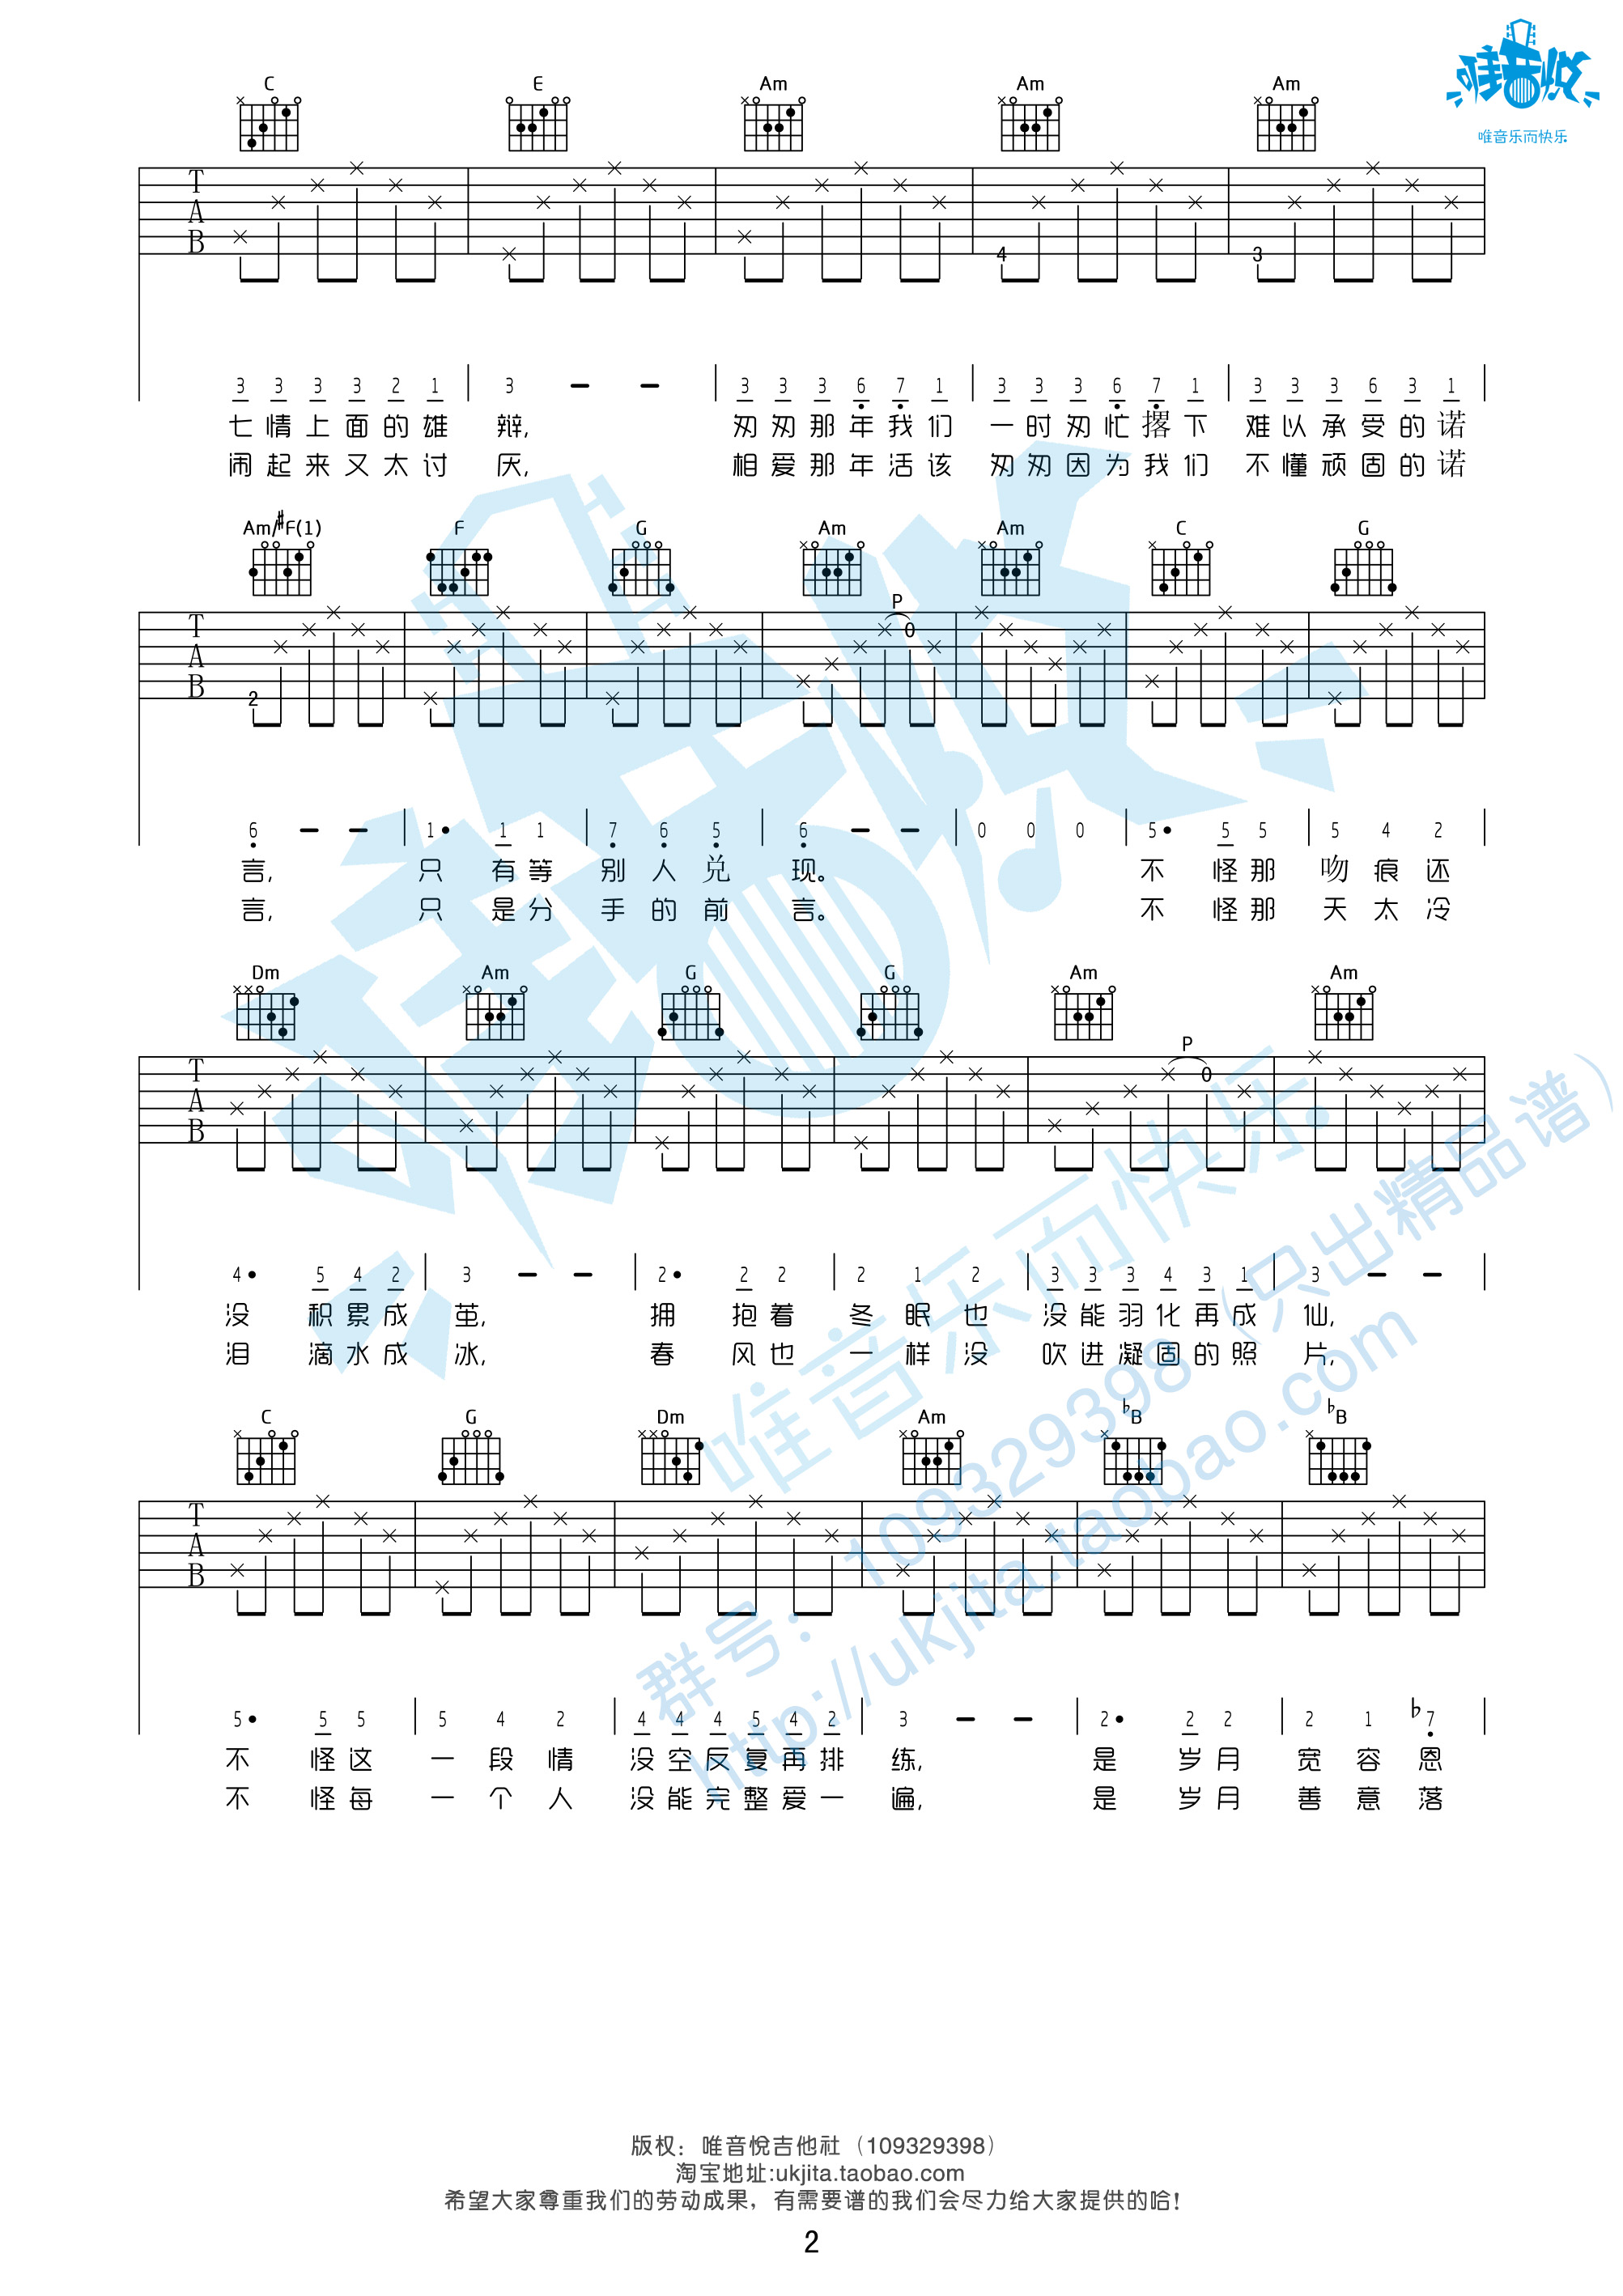 唯音悦
唯音乐而快乐
C E Am Am Am
T
A
B
4 3
3 3 3 3 2 1 3 — — 3 3 3 6 7 1 3 3 3 6 7 1 3 3 3 6 3 1
七情上面的雄 辩, 匆匆那年我们 一时匆忙撂下 难以承受的诺
闹起来又太讨 厌, 相爱那年活该 匆匆因为我们 不懂顽固的诺
Am/#F(1) F G Am Am C G
P
T
A
B
2 0
6 — — 1• 1 1 7 6 5 6 — — 0 0 0 5• 5 5 5 4 2
言, 只 有等 别人兑 现。 不 怪那 吻痕还
言, 只 是分 手的前 言。 不 怪那 天太冷
Dm Am G G Am Am
P
T
A
B
0
4• 5 4 2 3 — — 2• 2 2 2 1 2 3 3 3 4 3 1 3 — —
没 积累成 茧, 拥 抱着 冬眠也 没能羽化再成 仙,
泪 滴水成 冰, 春 风也 一样没 吹进凝固的照 片,
C G Dm Am ♭B ♭B
T
A
B
5• 5 5 5 4 2 4 4 4 5 4 2 3 — — 2• 2 2 2 1 ♭7
不 怪这 一段情 没空反复再排 练, 是 岁月 宽容恩
不 怪每 一个人 没能完整爱一 遍, 是 岁月 善意落
唯音乐而快乐
群号：109329398（只出精品谱）
http://ukjita.taobao.com
版权：唯音悦吉他社（109329398）
淘宝地址:ukjita.taobao.com
希望大家尊重我们的劳动成果，有需要谱的我们会尽力给大家提供的哈！
2